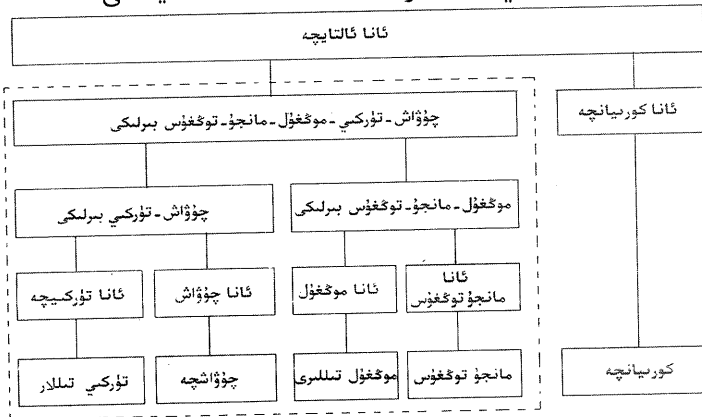 ئانا ئالتايچە
چۇۋاش - تۈركىي - موڭغۇل - مانجۇ - توڭغۇس بىرلىكى
ئانا كورىيانچە
چۇۋاش - تۈركىي بىرلىكى
موڭغۇل - مانجۇ - توڭغۇس بىرلىكى
ئانا تۈركىيچە
ئانا چۇۋاش
ئانا موڭغۇل
ئانا
مانجۇ توڭغۇس
تۈركىي تىللار
چۇۋاشچە
موڭغۇل تىللىرى
مانجۇ توڭغۇس
كورىيانچە